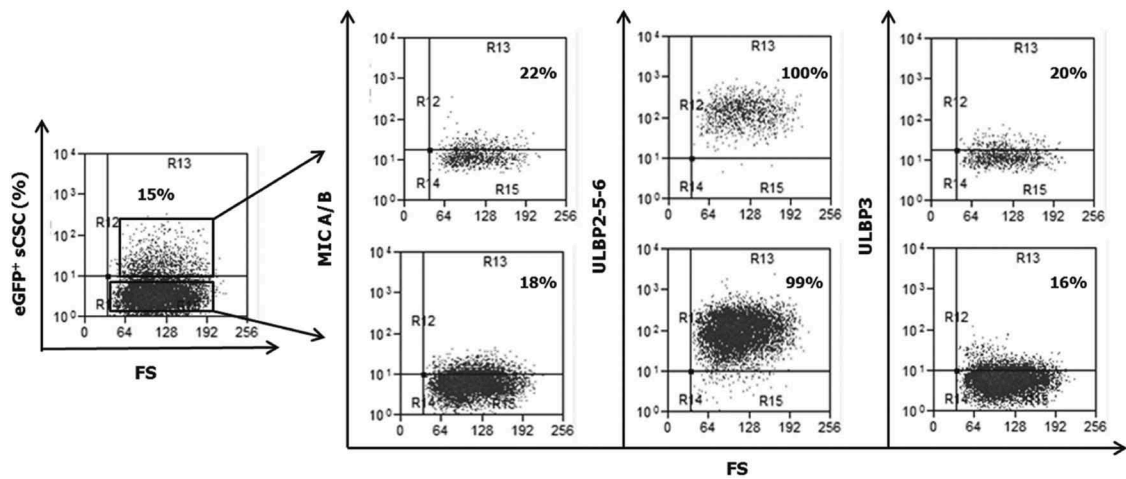 eGFP+ sCSC (%)
10⁴
10³
10²
10¹
10⁰
R13
15%
R12
R14
R15
0 64 128 192 256
FS
MIC A/B
10⁴
10³
10²
10¹
10⁰
R13
22%
R12
R14
R15
0 64 128 192 256
10⁴
10³
10²
10¹
10⁰
R13
18%
R12
R14
R15
0 64 128 192 256
ULBP2-5-6
10⁴
10³
10²
10¹
10⁰
R13
100%
R12
R14
R15
0 64 128 192 256
10⁴
10³
10²
10¹
10⁰
R13
99%
R12
R14
R15
0 64 128 192 256
ULBP3
10⁴
10³
10²
10¹
10⁰
R13
20%
R12
R14
R15
0 64 128 192 256
10⁴
10³
10²
10¹
10⁰
R13
16%
R12
R14
R15
0 64 128 192 256
FS